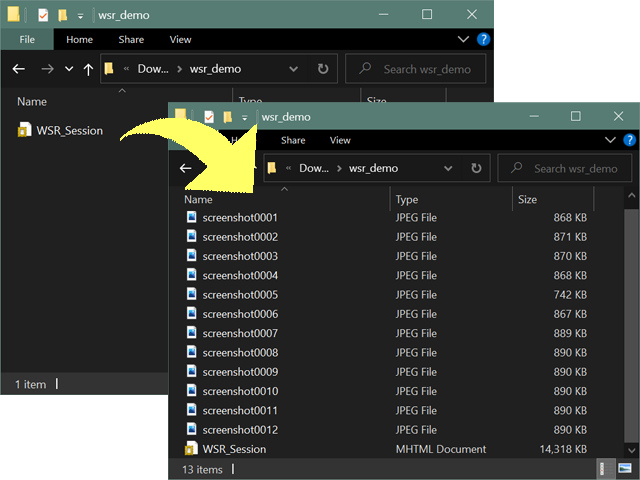 wsr_demo
File Home Share View
« Dow... wsr_demo Search wsr_demo
Name Type Size
WSR_Session
1 item
wsr_demo
Share View
« Dow... wsr_demo Search wsr_demo
Name Type Size
screenshot0001 JPEG File 868 KB
screenshot0002 JPEG File 871 KB
screenshot0003 JPEG File 870 KB
screenshot0004 JPEG File 868 KB
screenshot0005 JPEG File 742 KB
screenshot0006 JPEG File 867 KB
screenshot0007 JPEG File 889 KB
screenshot0008 JPEG File 890 KB
screenshot0009 JPEG File 890 KB
screenshot0010 JPEG File 890 KB
screenshot0011 JPEG File 890 KB
screenshot0012 JPEG File 890 KB
WSR_Session MHTML Document 14,318 KB
13 items